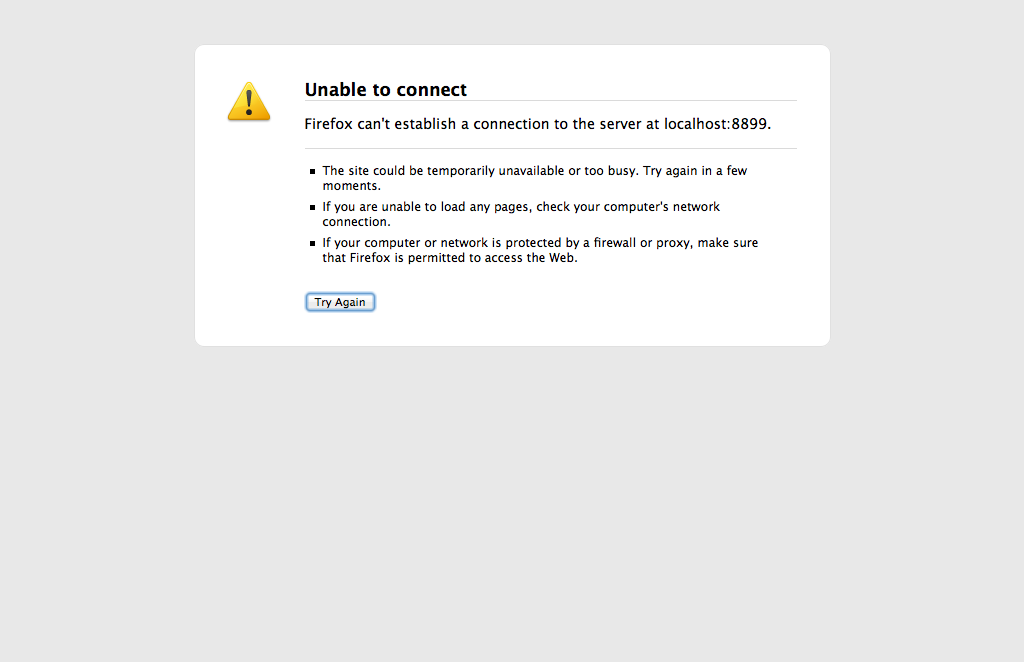 Unable to connect
Firefox can't establish a connection to the server at localhost:8899.
The site could be temporarily unavailable or too busy. Try again in a few
moments.
If you are unable to load any pages, check your computer's network
connection.
If your computer or network is protected by a firewall or proxy, make sure
that Firefox is permitted to access the Web.
Try Again